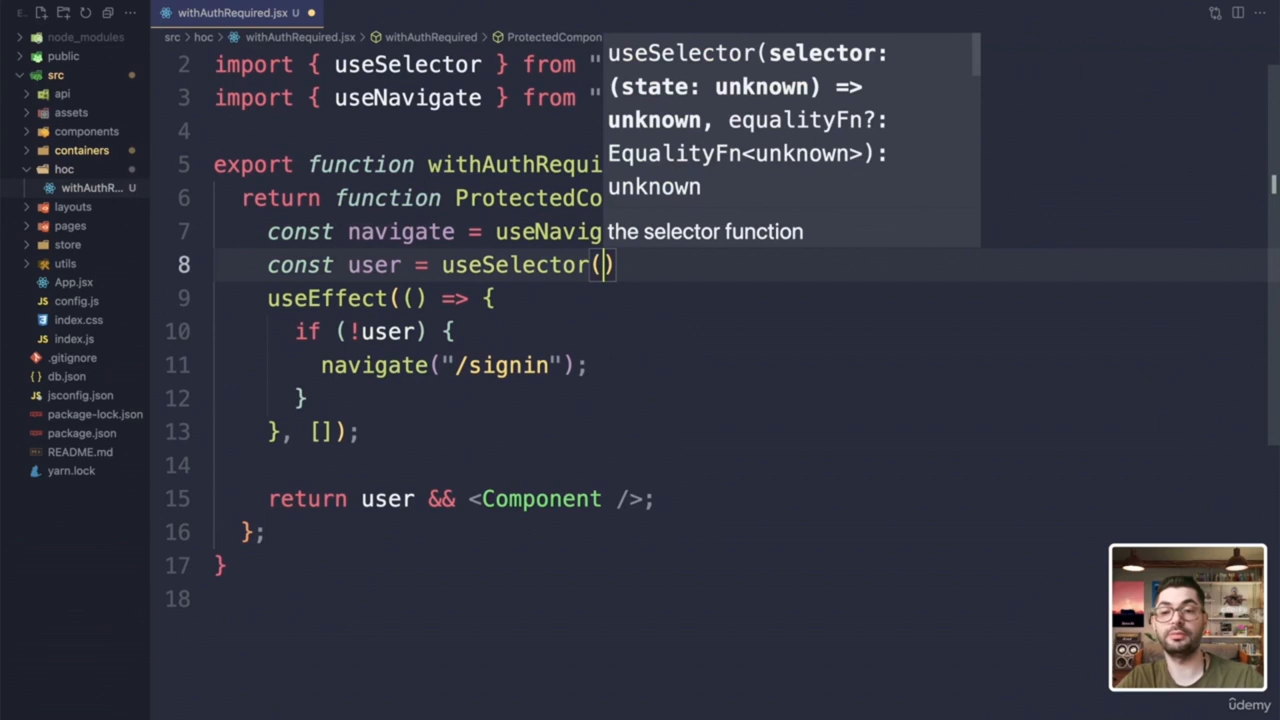 E...
withAuthRequired.jsx U
src > hoc > withAuthRequired.jsx > withAuthRequired > ProtectedCompon
node_modules
public
src
api
assets
components
containers
hoc
withAuthR... U
layouts
pages
store
utils
App.jsx
config.js
index.css
index.js
.gitignore
db.json
jsconfig.json
package-lock.json
package.json
README.md
yarn.lock
2 import { useSelector } from "
3 import { useNavigate } from "
4
5 export function withAuthRequi
6 return function ProtectedCo
7 const navigate = useNavig
8 const user = useSelector()
9 useEffect(() => {
10 if (!user) {
11 navigate("/signin");
12 }
13 }, []);
14
15 return user && <Component />;
16 };
17 }
18
useSelector(selector:
(state: unknown) =>
unknown, equalityFn?:
EqualityFn<unknown>):
unknown
the selector function
ûdemy